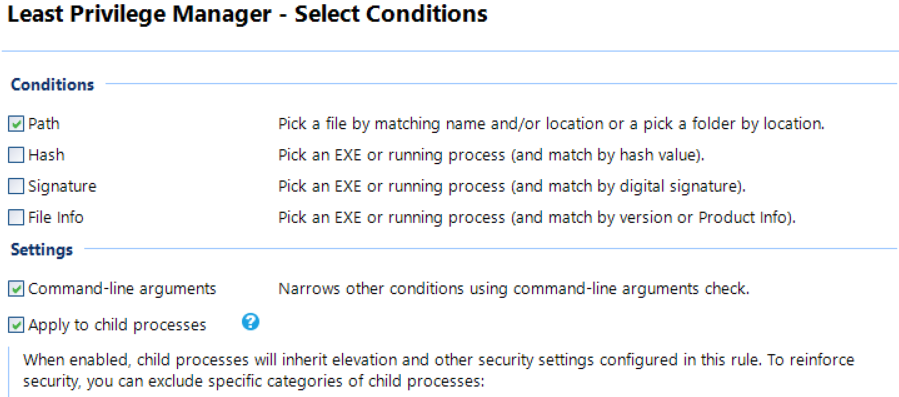 Least Privilege Manager - Select Conditions
Conditions
Path Pick a file by matching name and/or location or a pick a folder by location.
Hash Pick an EXE or running process (and match by hash value).
Signature Pick an EXE or running process (and match by digital signature).
File Info Pick an EXE or running process (and match by version or Product Info).
Settings
Command-line arguments Narrows other conditions using command-line arguments check.
Apply to child processes ?
When enabled, child processes will inherit elevation and other security settings configured in this rule. To reinforce
security, you can exclude specific categories of child processes: